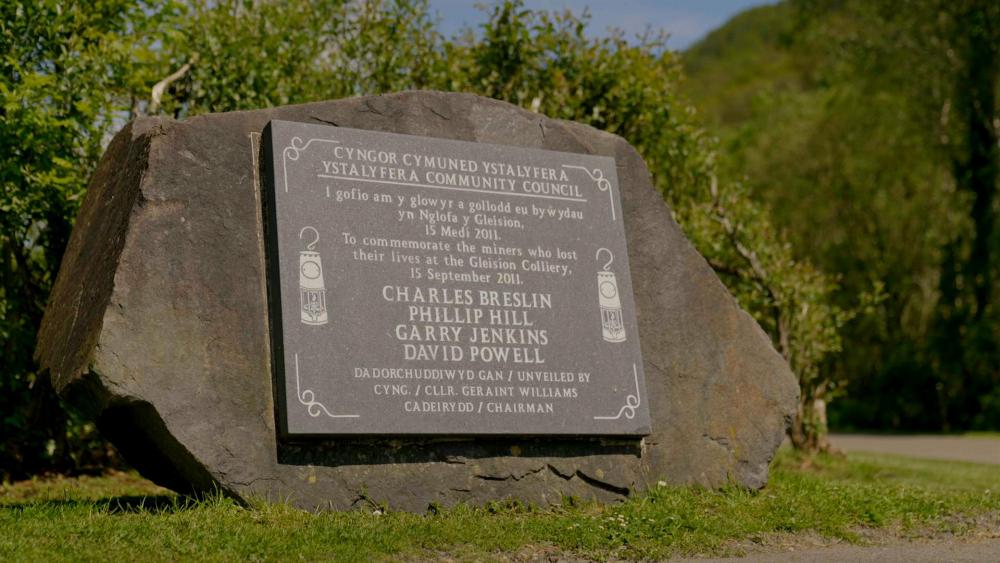 CYNGOR CYMUNED YSTALYFERA
YSTALYFERA COMMUNITY COUNCIL
I gofio am y glowyr a gollodd eu bywydau
yn Nglofa y Gleision,
15 Medi 2011.
To commemorate the miners who lost
their lives at the Gleision Colliery,
15 September 2011.
CHARLES BRESLIN
PHILLIP HILL
GARRY JENKINS
DAVID POWELL
DADORCHUDDIWYD GAN / UNVEILED BY
CYNG. / CLLR. GERAINT WILLIAMS
CADEIRYDD / CHAIRMAN